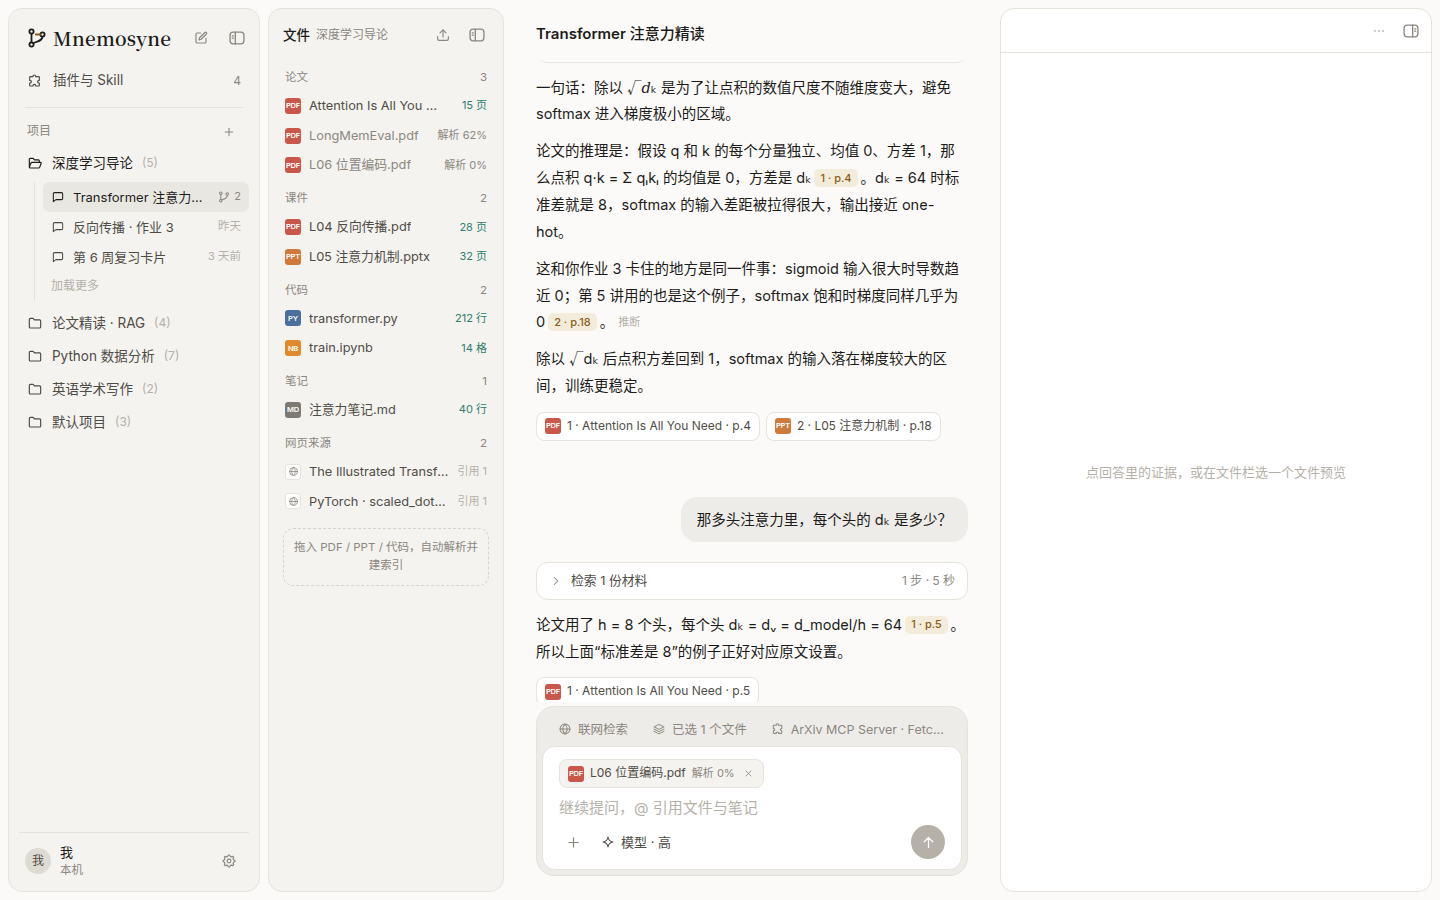 Mnemosyne
插件与 Skill 4
项目
深度学习导论 (5)
Transformer 注意力... 2
反向传播 · 作业 3 昨天
第 6 周复习卡片 3 天前
加载更多
论文精读 · RAG (4)
Python 数据分析 (7)
英语学术写作 (2)
默认项目 (3)
我 我
本机
文件 深度学习导论
论文 3
PDF Attention Is All You ... 15 页
PDF LongMemEval.pdf 解析 62%
PDF L06 位置编码.pdf 解析 0%
课件 2
PDF L04 反向传播.pdf 28 页
PPT L05 注意力机制.pptx 32 页
代码 2
PY transformer.py 212 行
NB train.ipynb 14 格
笔记 1
MD 注意力笔记.md 40 行
网页来源 2
The Illustrated Transf... 引用 1
PyTorch · scaled_dot... 引用 1
拖入 PDF / PPT / 代码，自动解析并
建索引
Transformer 注意力精读
一句话：除以 √dₖ 是为了让点积的数值尺度不随维度变大，避免
softmax 进入梯度极小的区域。
论文的推理是：假设 q 和 k 的每个分量独立、均值 0、方差 1，那
么点积 q·k = Σ qᵢkᵢ 的均值是 0，方差是 dₖ 1 · p.4 。dₖ = 64 时标
准差就是 8，softmax 的输入差距被拉得很大，输出接近 one-
hot。
这和你作业 3 卡住的地方是同一件事：sigmoid 输入很大时导数趋
近 0；第 5 讲用的也是这个例子，softmax 饱和时梯度同样几乎为
0 2 · p.18 。 推断
除以 √dₖ 后点积方差回到 1，softmax 的输入落在梯度较大的区
间，训练更稳定。
PDF 1 · Attention Is All You Need · p.4 PPT 2 · L05 注意力机制 · p.18
那多头注意力里，每个头的 dₖ 是多少？
检索 1 份材料 1 步 · 5 秒
论文用了 h = 8 个头，每个头 dₖ = dᵥ = d_model/h = 64 1 · p.5 。
所以上面“标准差是 8”的例子正好对应原文设置。
PDF 1 · Attention Is All You Need · p.5
联网检索 已选 1 个文件 ArXiv MCP Server · Fetc...
PDF L06 位置编码.pdf 解析 0% ×
继续提问，@ 引用文件与笔记
模型 · 高
点回答里的证据，或在文件栏选一个文件预览